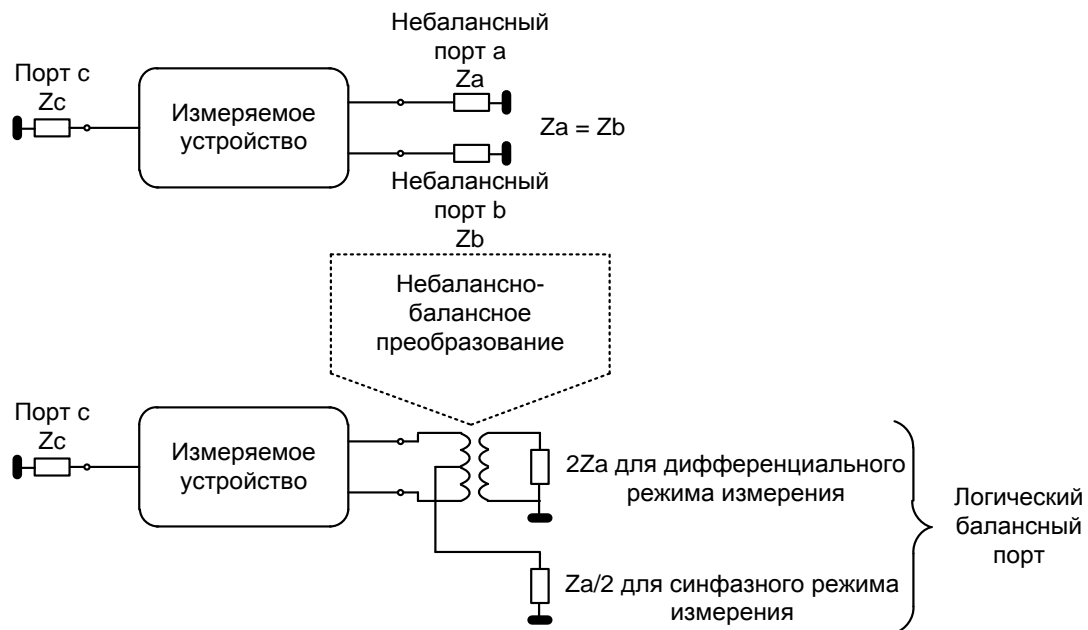 Небалансный
порт a
Za
Порт c
Zc
Измеряемое
устройство
Za = Zb
Небалансный
порт b
Zb
Небалансно-
балансное
преобразование
Порт c
Zc
Измеряемое
устройство
2Za для дифференциального
режима измерения
Логический
балансный
порт
Za/2 для синфазного режима
измерения